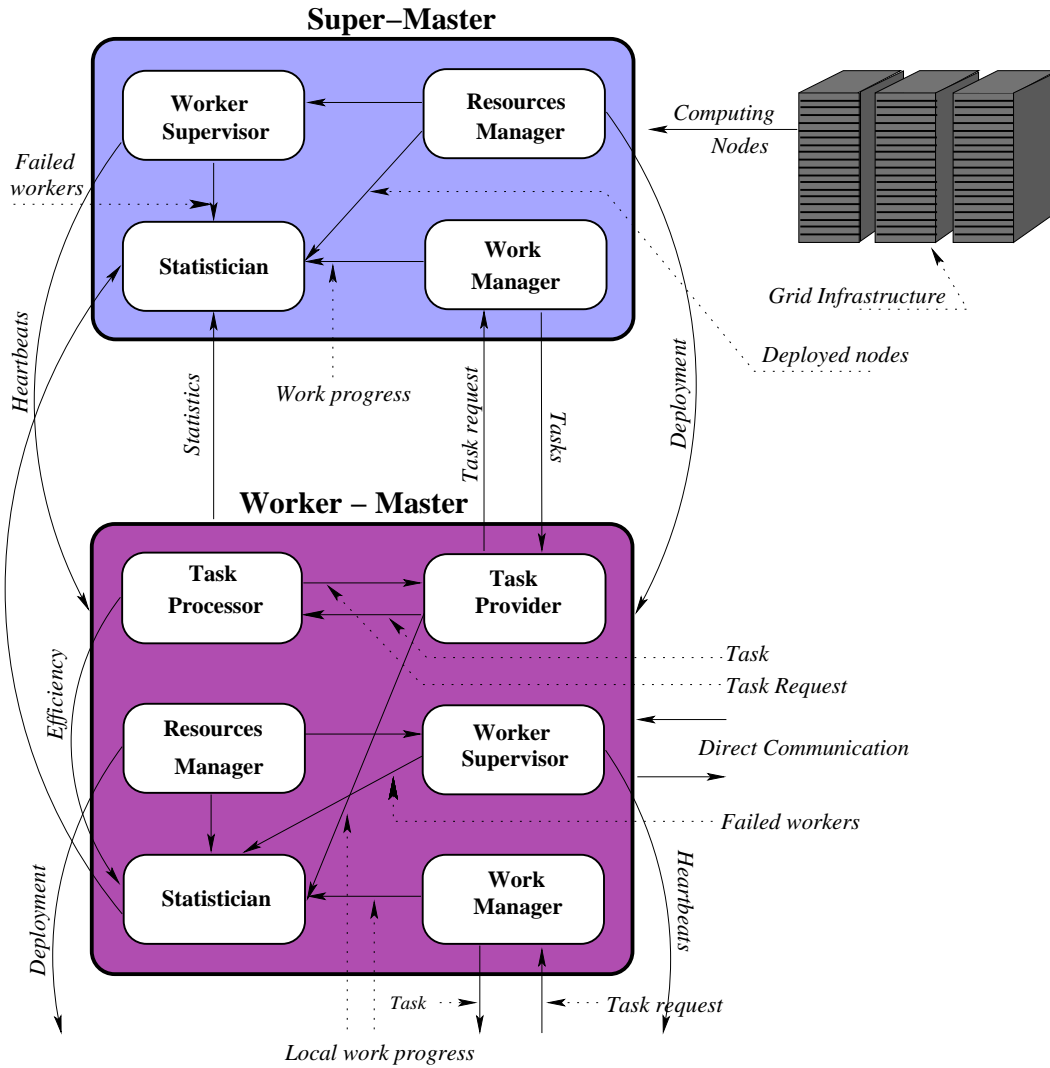 Super–Master
Worker
Supervisor
Resources
Manager
Computing
Nodes
Failed
workers
Statistician
Work
Manager
Grid Infrastructure
Deployed nodes
Heartbeats
Statistics
Work progress
Task request
Tasks
Deployment
Worker – Master
Task
Processor
Task
Provider
Task
Task Request
Efficiency
Resources
Manager
Worker
Supervisor
Direct Communication
Failed workers
Statistician
Work
Manager
Deployment
Heartbeats
Task
Task request
Local work progress